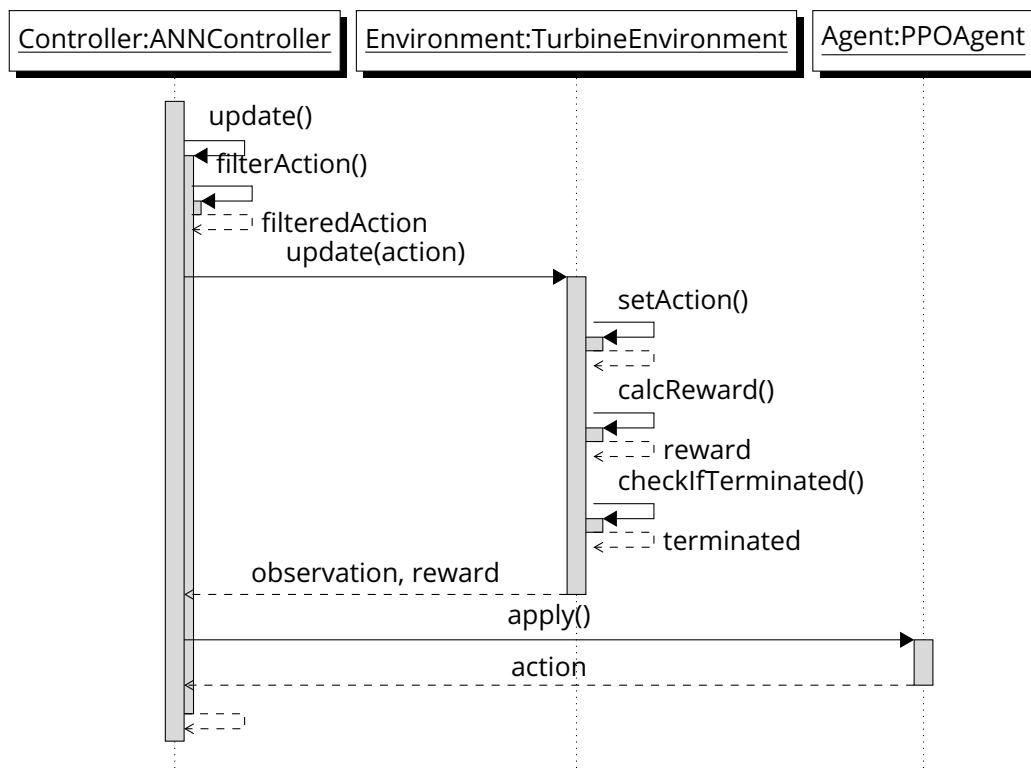 Controller:ANNController
Environment:TurbineEnvironment
Agent:PPOAgent
update()
filterAction()
filteredAction
update(action)
setAction()
calcReward()
reward
checkIfTerminated()
terminated
observation, reward
apply()
action